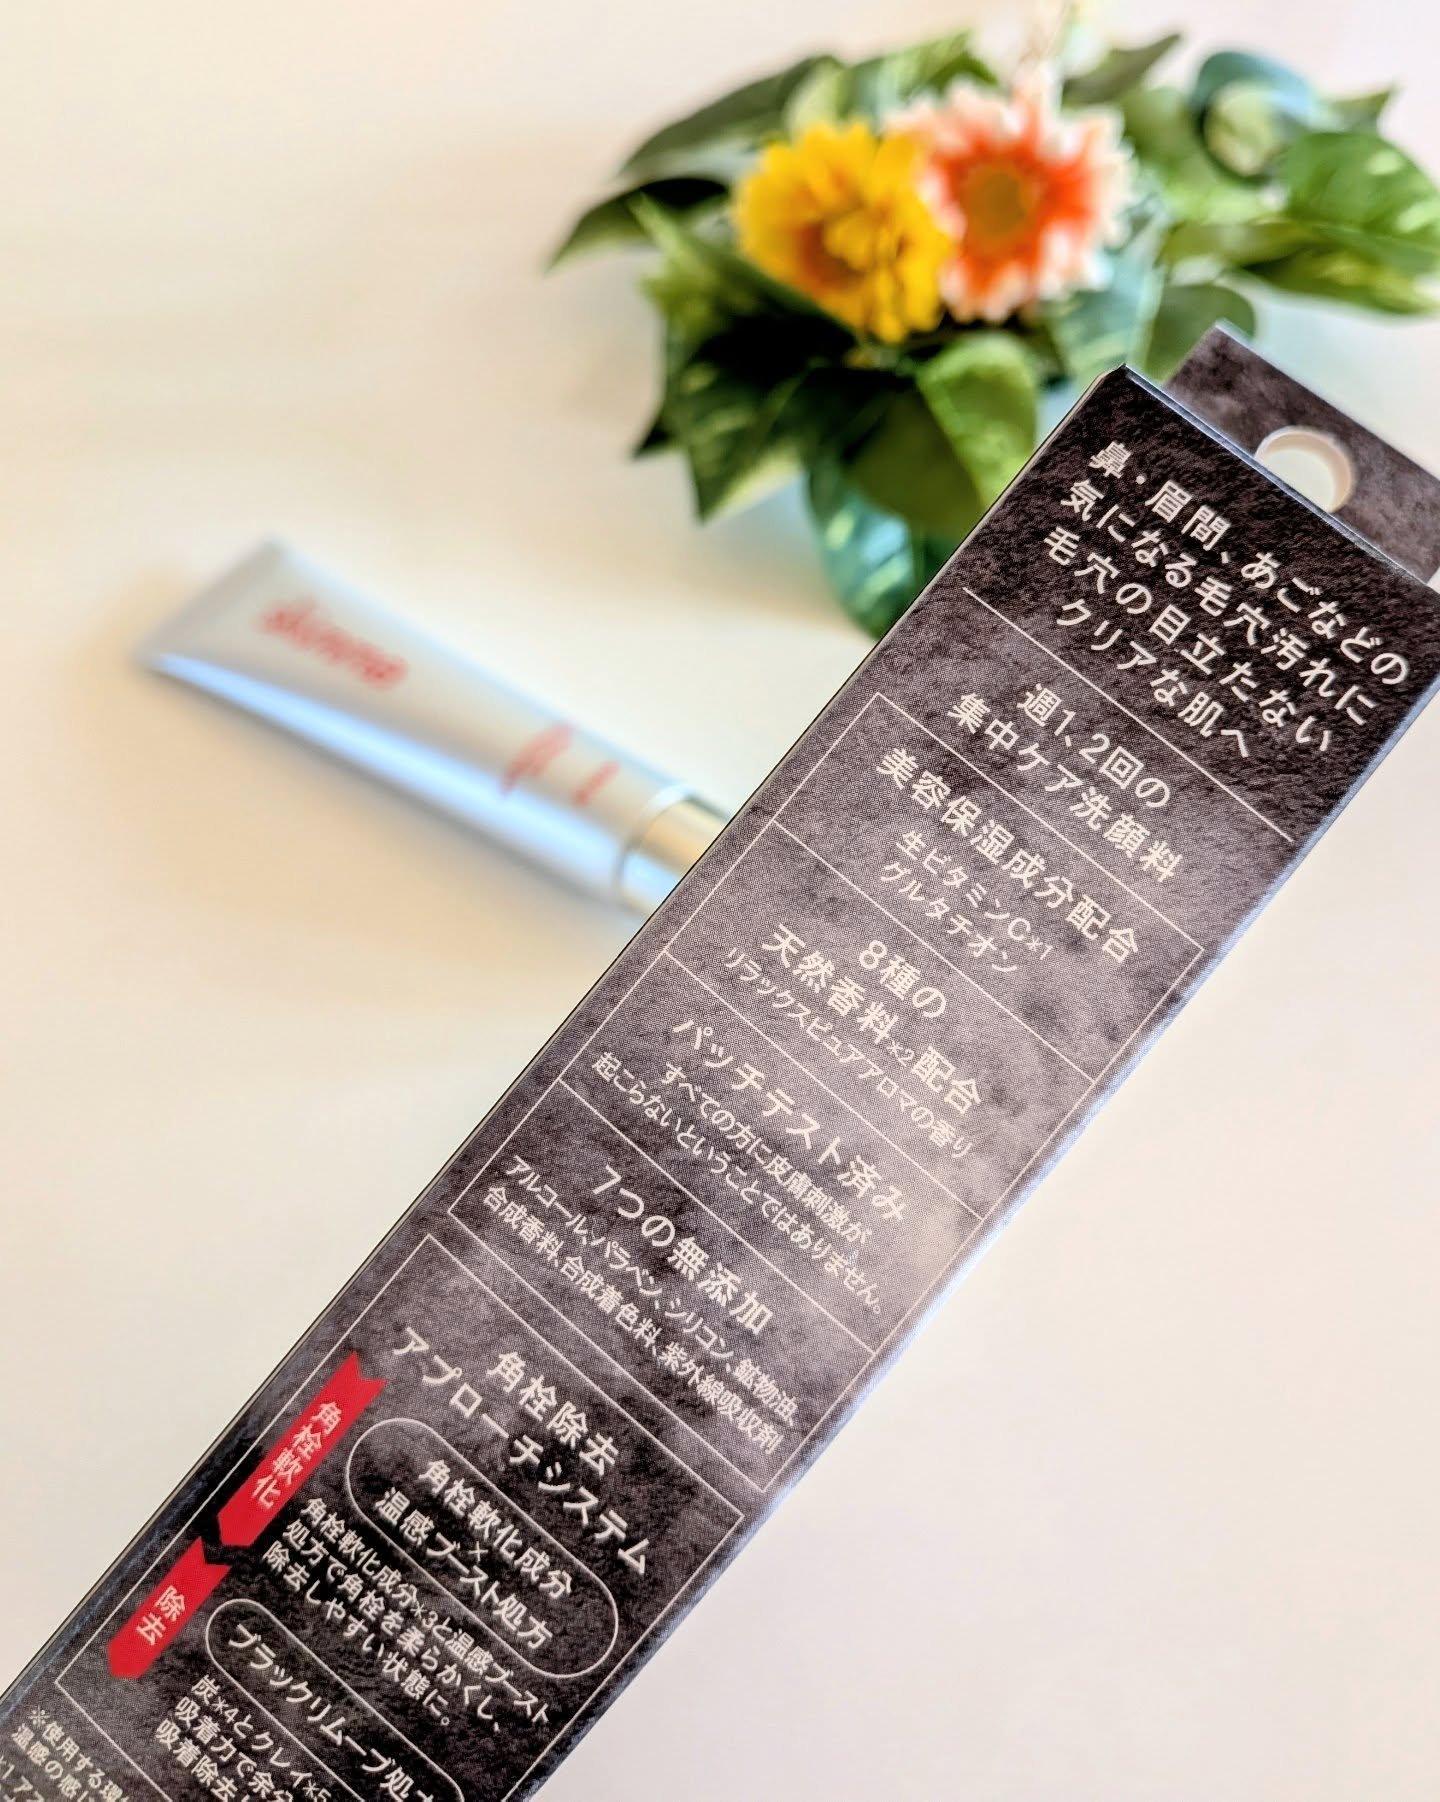 鼻・眉間、あごなどの
気になる毛穴汚れに
毛穴の目立たない
クリアな肌へ
週1、2回の
集中ケア洗顔料
美容保湿成分配合
生ビタミンC※1
グルタチオン
8種の
天然香料※2配合
リラックスピュアアロマの香り
パッチテスト済み
すべての方に皮膚刺激が
起こらないということではありません。
7つの無添加
アルコール、パラベン、シリコン、鉱物油、
合成香料、合成着色料、紫外線吸収剤
角栓除去
アプローチシステム
角栓軟化
角栓軟化成分
×
温感ブースト処方
角栓軟化成分※3と温感ブースト
処方で角栓を柔らかくし、
除去しやすい状態に。
除去
ブラックリムーブ処方
炭※4とクレイ※5
吸着力で余分
吸着除去
※使用する環
温感の感